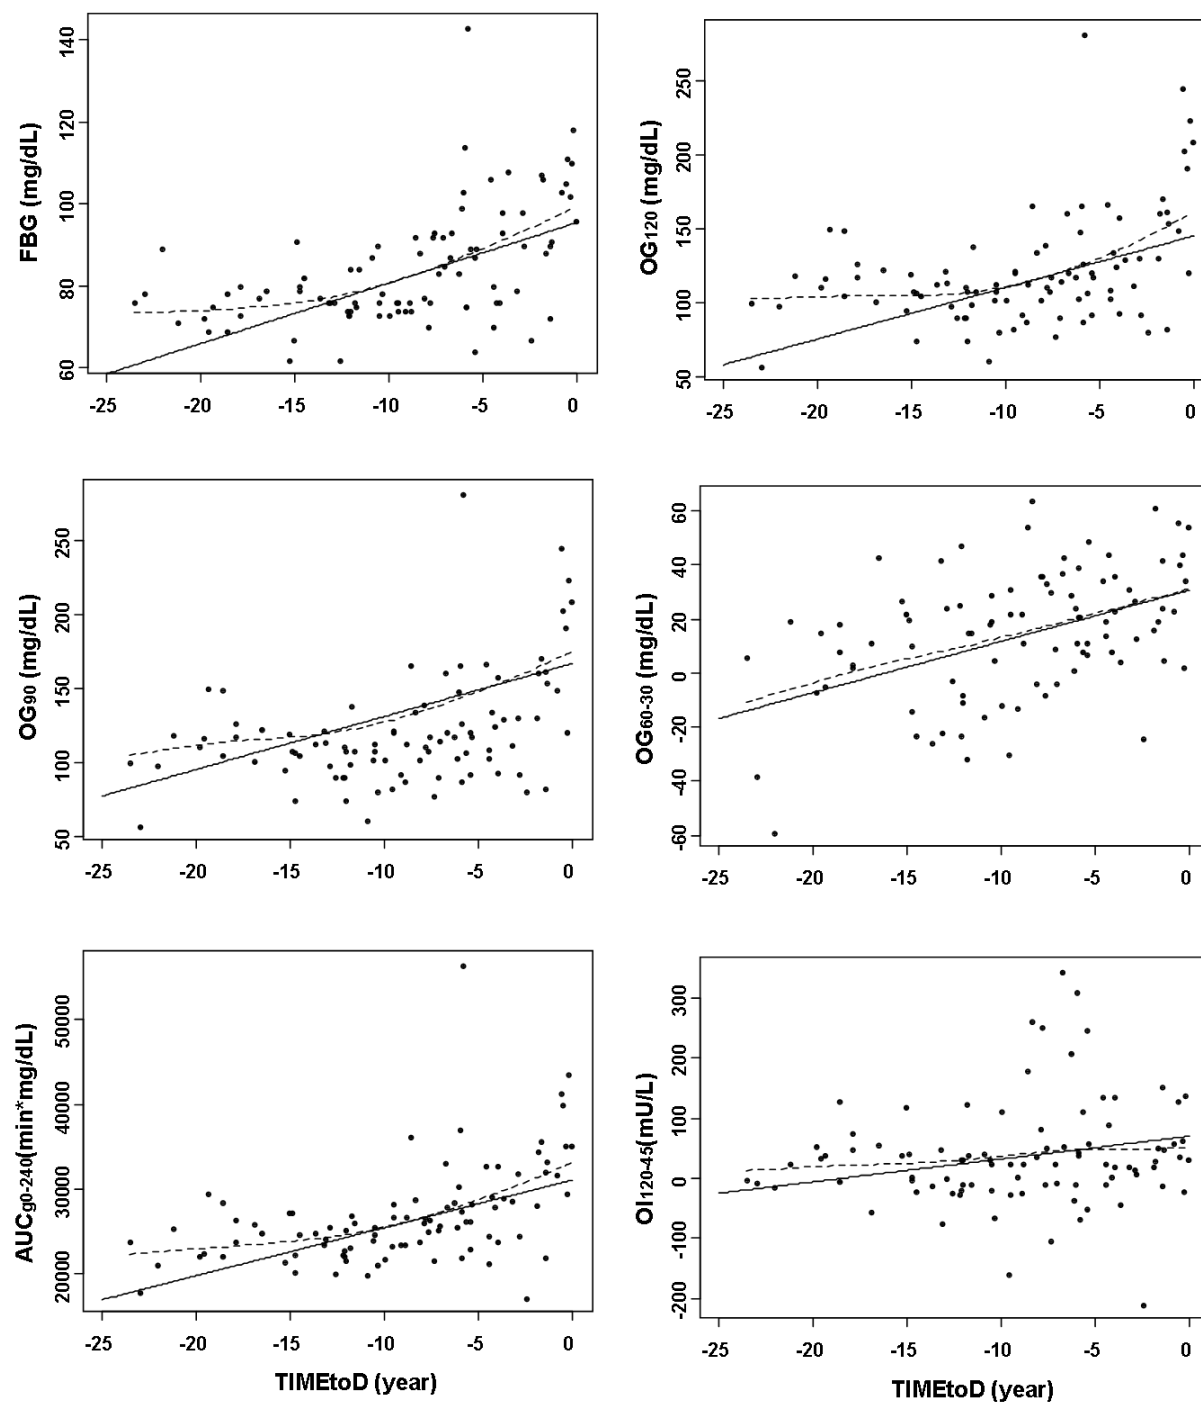 FBG (mg/dL)
140
120
100
80
60
-25 -20 -15 -10 -5 0
OG120 (mg/dL)
250
200
150
100
50
-25 -20 -15 -10 -5 0
OG90 (mg/dL)
250
200
150
100
50
-25 -20 -15 -10 -5 0
OG60-30 (mg/dL)
60
40
20
0
-20
-40
-60
-25 -20 -15 -10 -5 0
AUCg0-240(min*mg/dL)
50000
40000
30000
20000
-25 -20 -15 -10 -5 0
TIMEtoD (year)
OI120-45(mU/L)
300
200
100
0
-100
-200
-25 -20 -15 -10 -5 0
TIMEtoD (year)